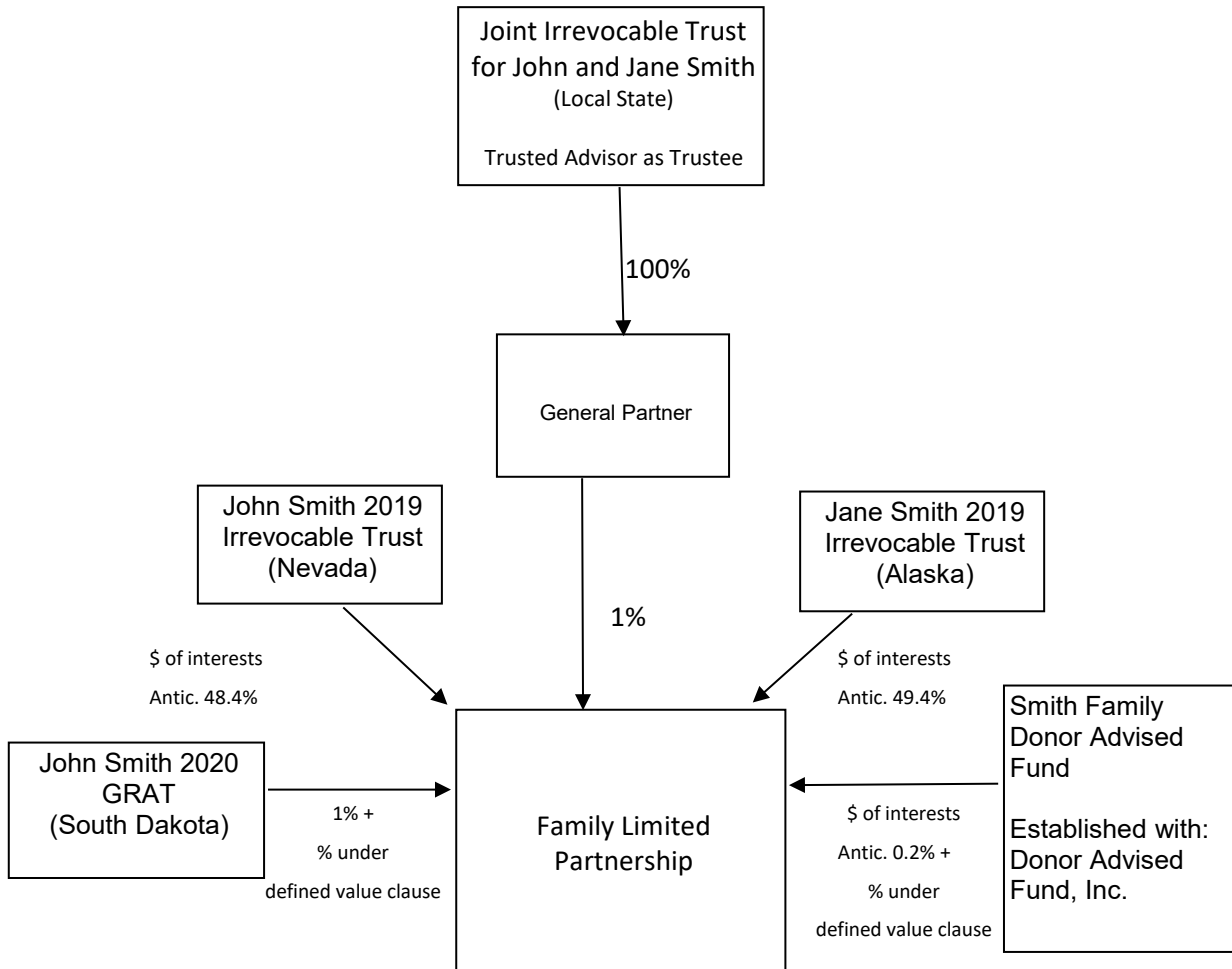 Joint Irrevocable Trust
for John and Jane Smith
(Local State)
Trusted Advisor as Trustee
100%
General Partner
John Smith 2019
Irrevocable Trust
(Nevada)
Jane Smith 2019
Irrevocable Trust
(Alaska)
1%
$ of interests
Antic. 48.4%
$ of interests
Antic. 49.4%
John Smith 2020
GRAT
(South Dakota)
1% +
% under
defined value clause
Family Limited
Partnership
$ of interests
Antic. 0.2% +
% under
defined value clause
Smith Family
Donor Advised
Fund
Established with:
Donor Advised
Fund, Inc.